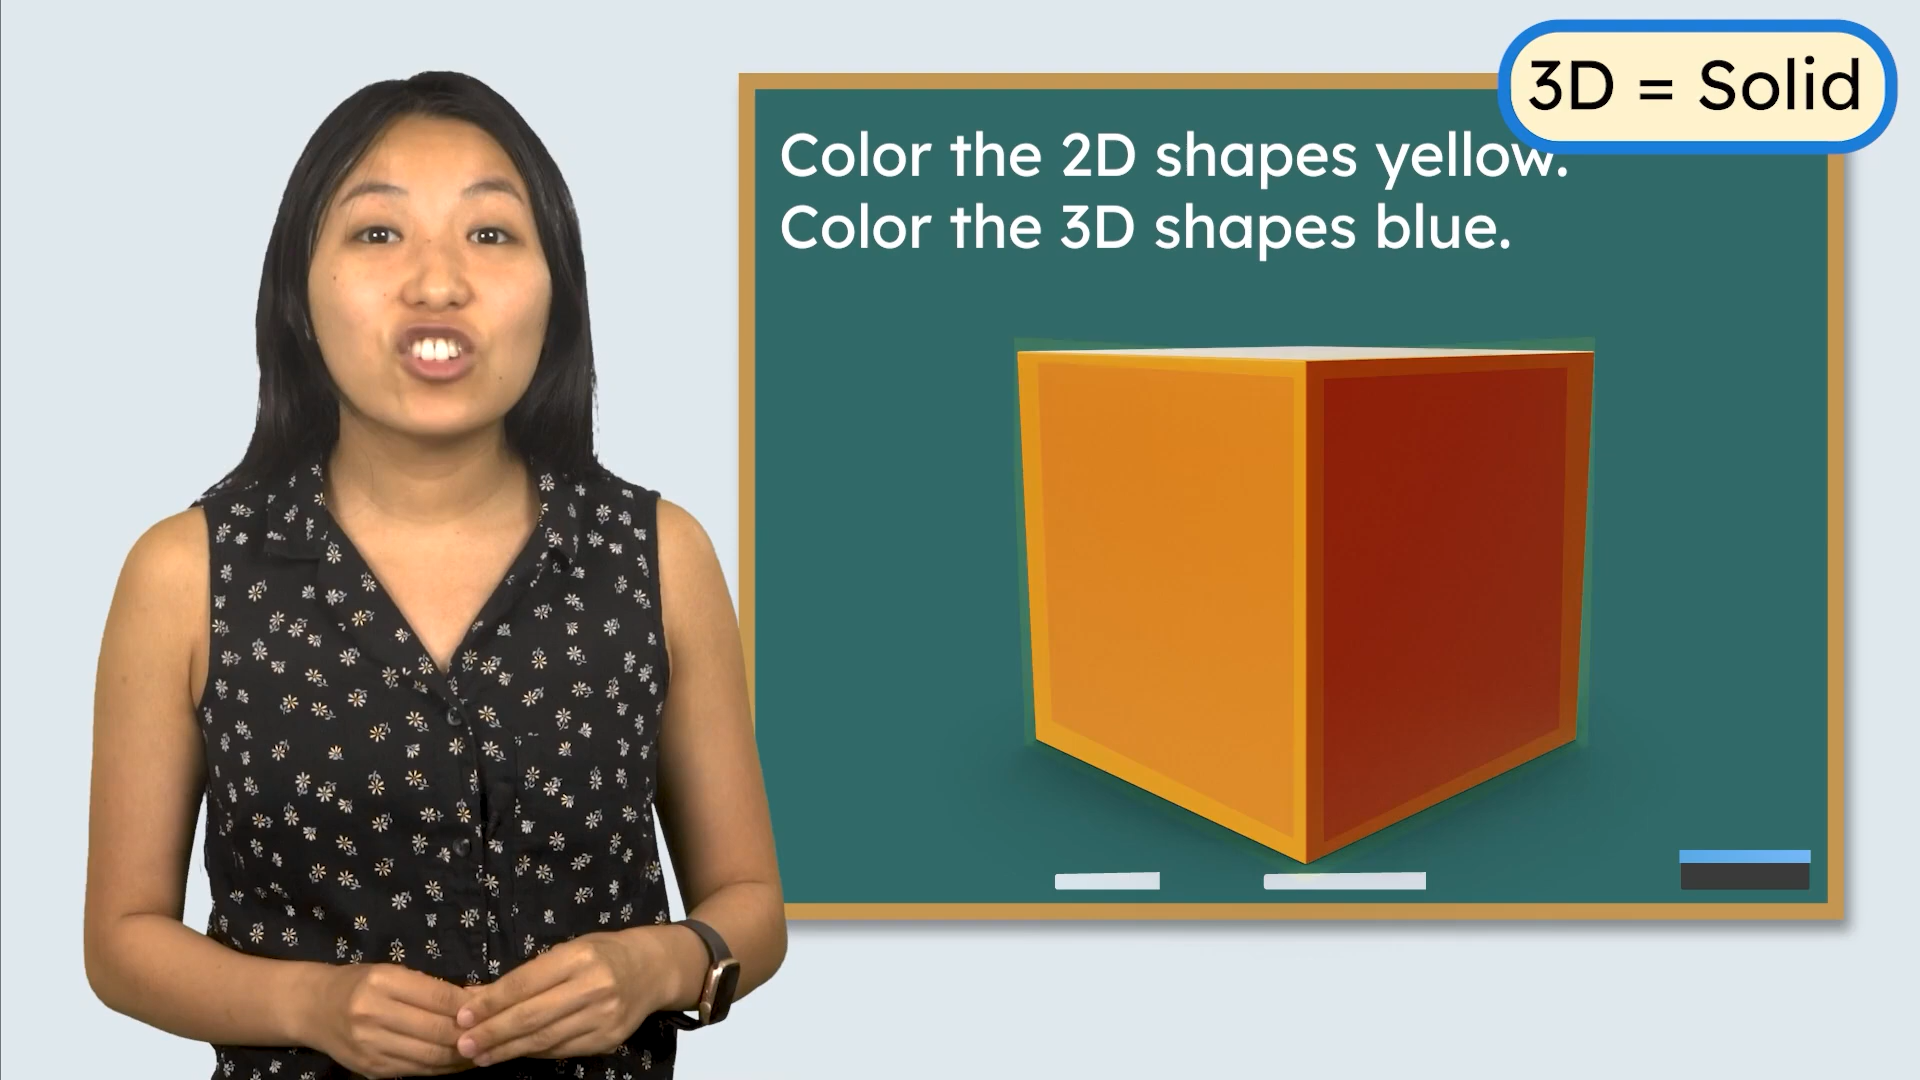 3D = Solid
Color the 2D shapes yellow.
Color the 3D shapes blue.